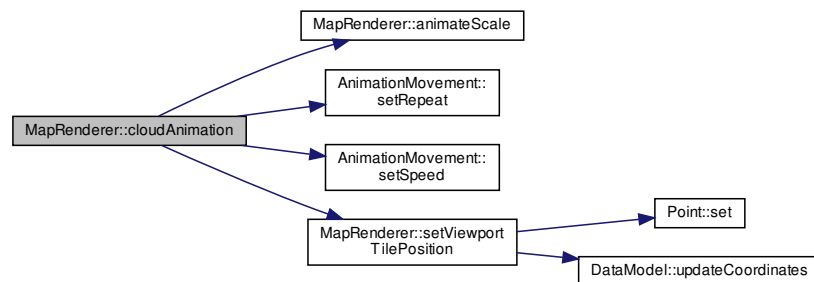 MapRenderer::animateScale
AnimationMovement::
setRepeat
MapRenderer::cloudAnimation
AnimationMovement::
setSpeed
MapRenderer::setViewport
TilePosition
Point::set
DataModel::updateCoordinates